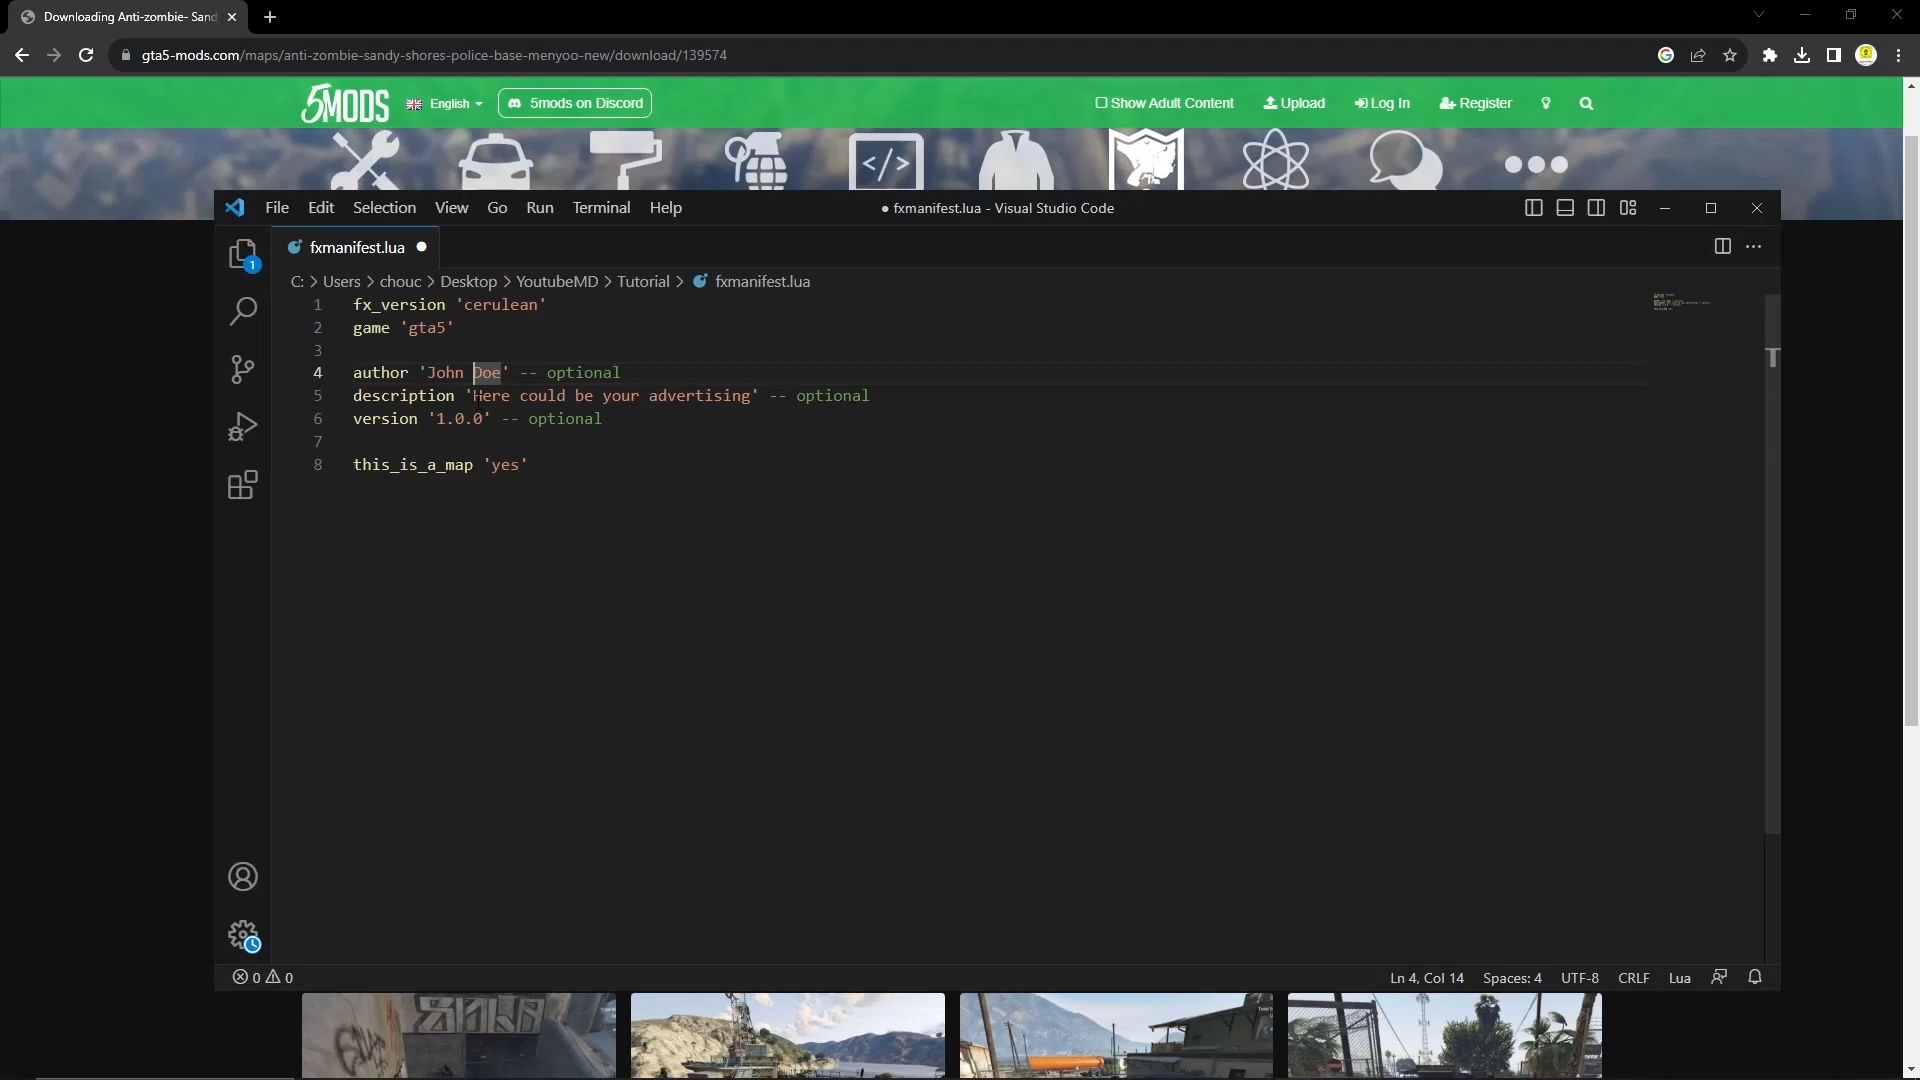 Downloading Anti-zombie- Sand
gta5-mods.com/maps/anti-zombie-sandy-shores-police-base-menyoo-new/download/139574
5MODS English 5mods on Discord Show Adult Content Upload Log In Register
File Edit Selection View Go Run Terminal Help ● fxmanifest.lua - Visual Studio Code
fxmanifest.lua
1
C: > Users > chouc > Desktop > YoutubeMD > Tutorial > fxmanifest.lua
1 fx_version 'cerulean'
2 game 'gta5'
3
4 author 'John Doe' -- optional
5 description 'Here could be your advertising' -- optional
6 version '1.0.0' -- optional
7
8 this_is_a_map 'yes'
0 0 Ln 4, Col 14 Spaces: 4 UTF-8 CRLF Lua